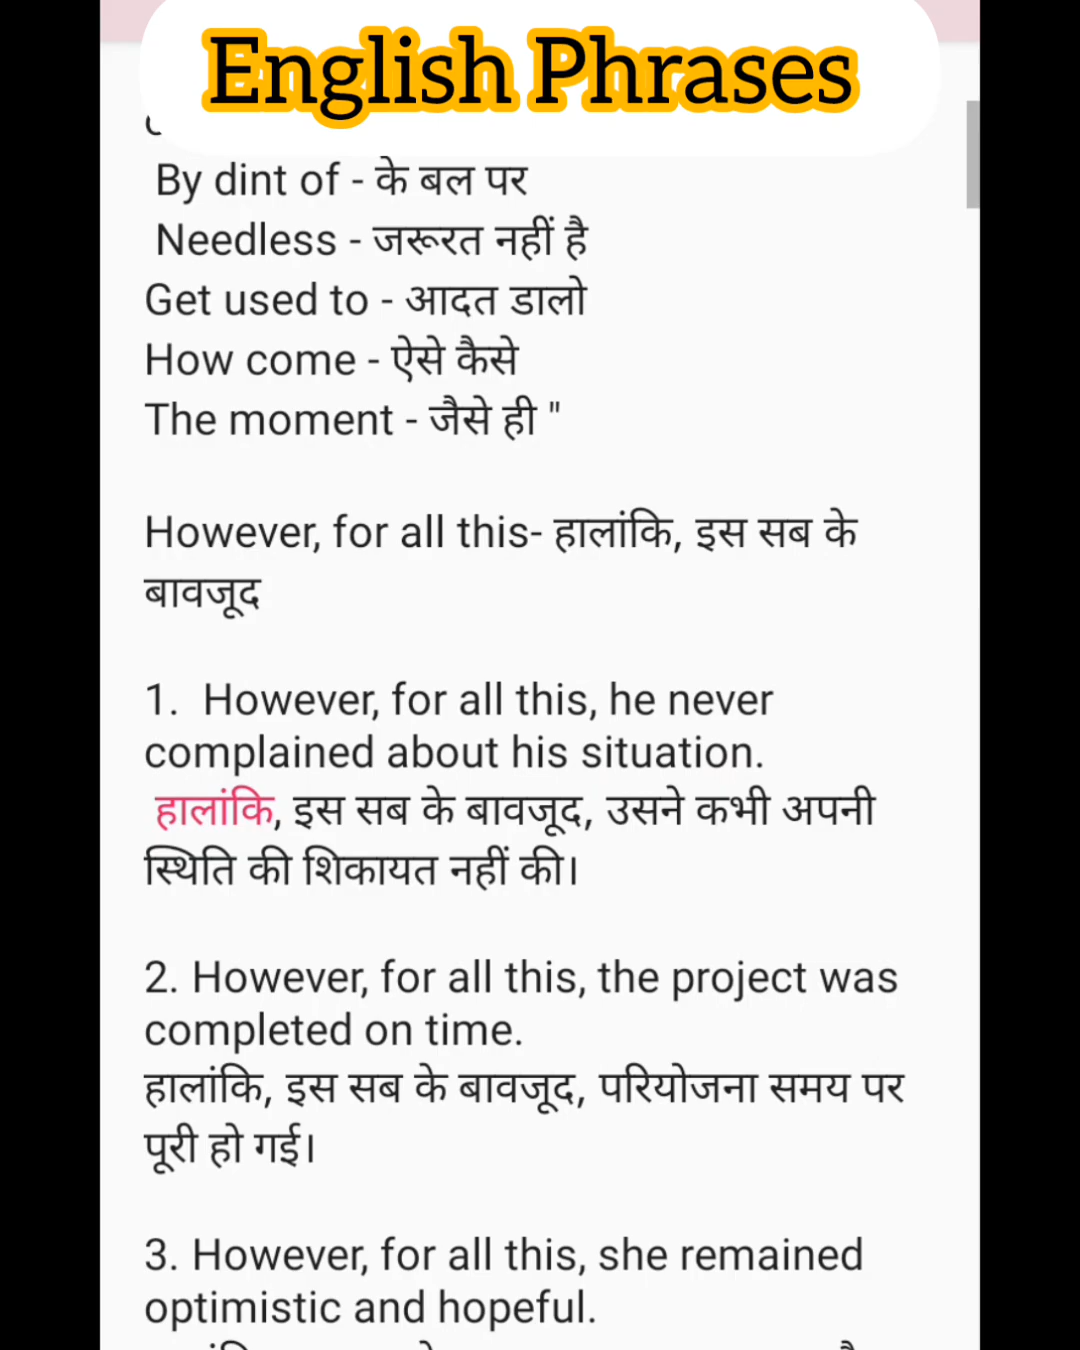 English Phrases
By dint of - के बल पर
Needless - जरूरत नहीं है
Get used to - आदत डालो
How come - ऐसे कैसे
The moment - जैसे ही "
However, for all this- हालांकि, इस सब के
बावजूद
1. However, for all this, he never
complained about his situation.
हालांकि, इस सब के बावजूद, उसने कभी अपनी
स्थिति की शिकायत नहीं की।
2. However, for all this, the project was
completed on time.
हालांकि, इस सब के बावजूद, परियोजना समय पर
पूरी हो गई।
3. However, for all this, she remained
optimistic and hopeful.